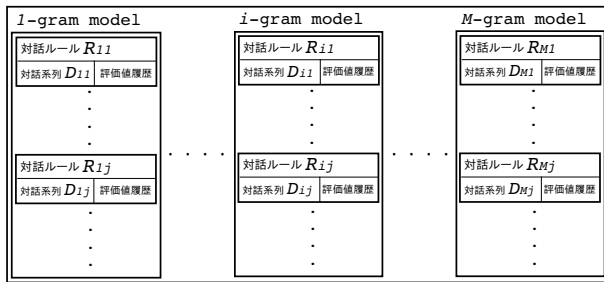 1-gram model
対話ルール R11
対話系列 D11 評価値履歴
対話ルール R1j
対話系列 D1j 評価値履歴
i-gram model
対話ルール Ri1
対話系列 Di1 評価値履歴
対話ルール Rij
対話系列 Dij 評価値履歴
M-gram model
対話ルール RM1
対話系列 DM1 評価値履歴
対話ルール RMj
対話系列 DMj 評価値履歴